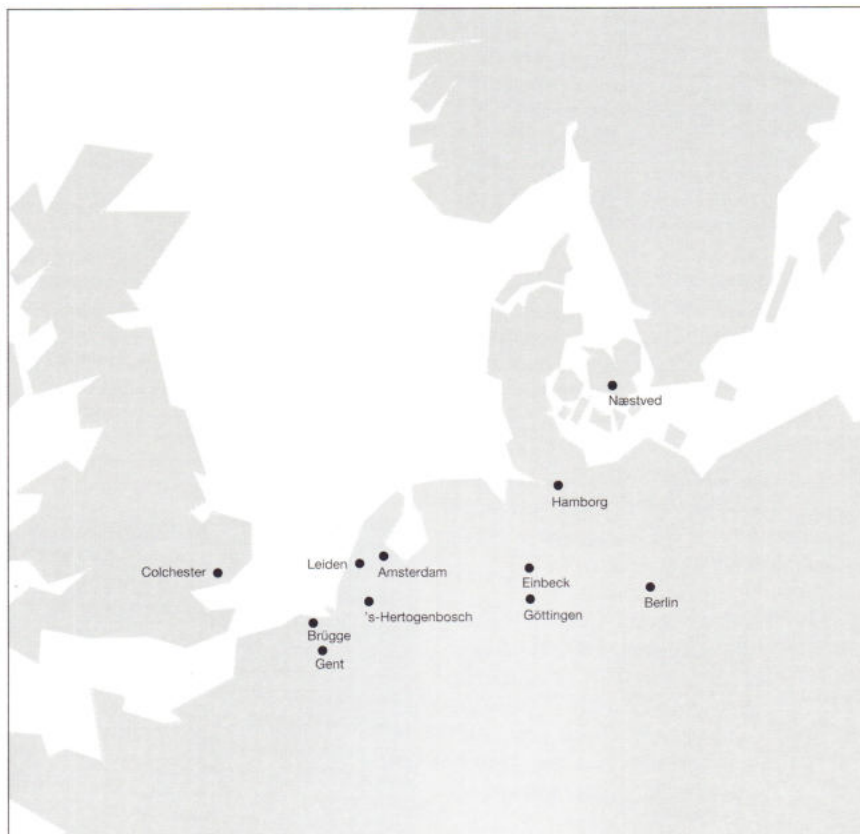 Næstved
Hamborg
Leiden
Amsterdam
Colchester
Einbeck
Berlin
's-Hertogenbosch
Göttingen
Brügge
Gent